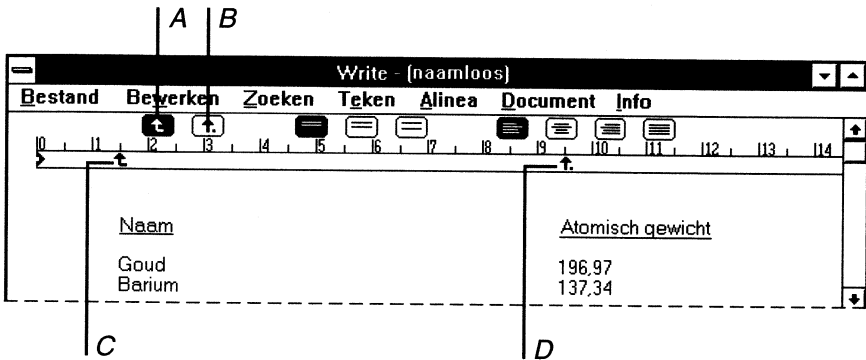 A B
Write - (naamloos)
Bestand Bewerken Zoeken Teken Alinea Document Info
0 1 2 3 4 5 6 7 8 9 10 11 12 13 14
Naam Atomisch gewicht
Goud 196,97
Barium 137,34
C D